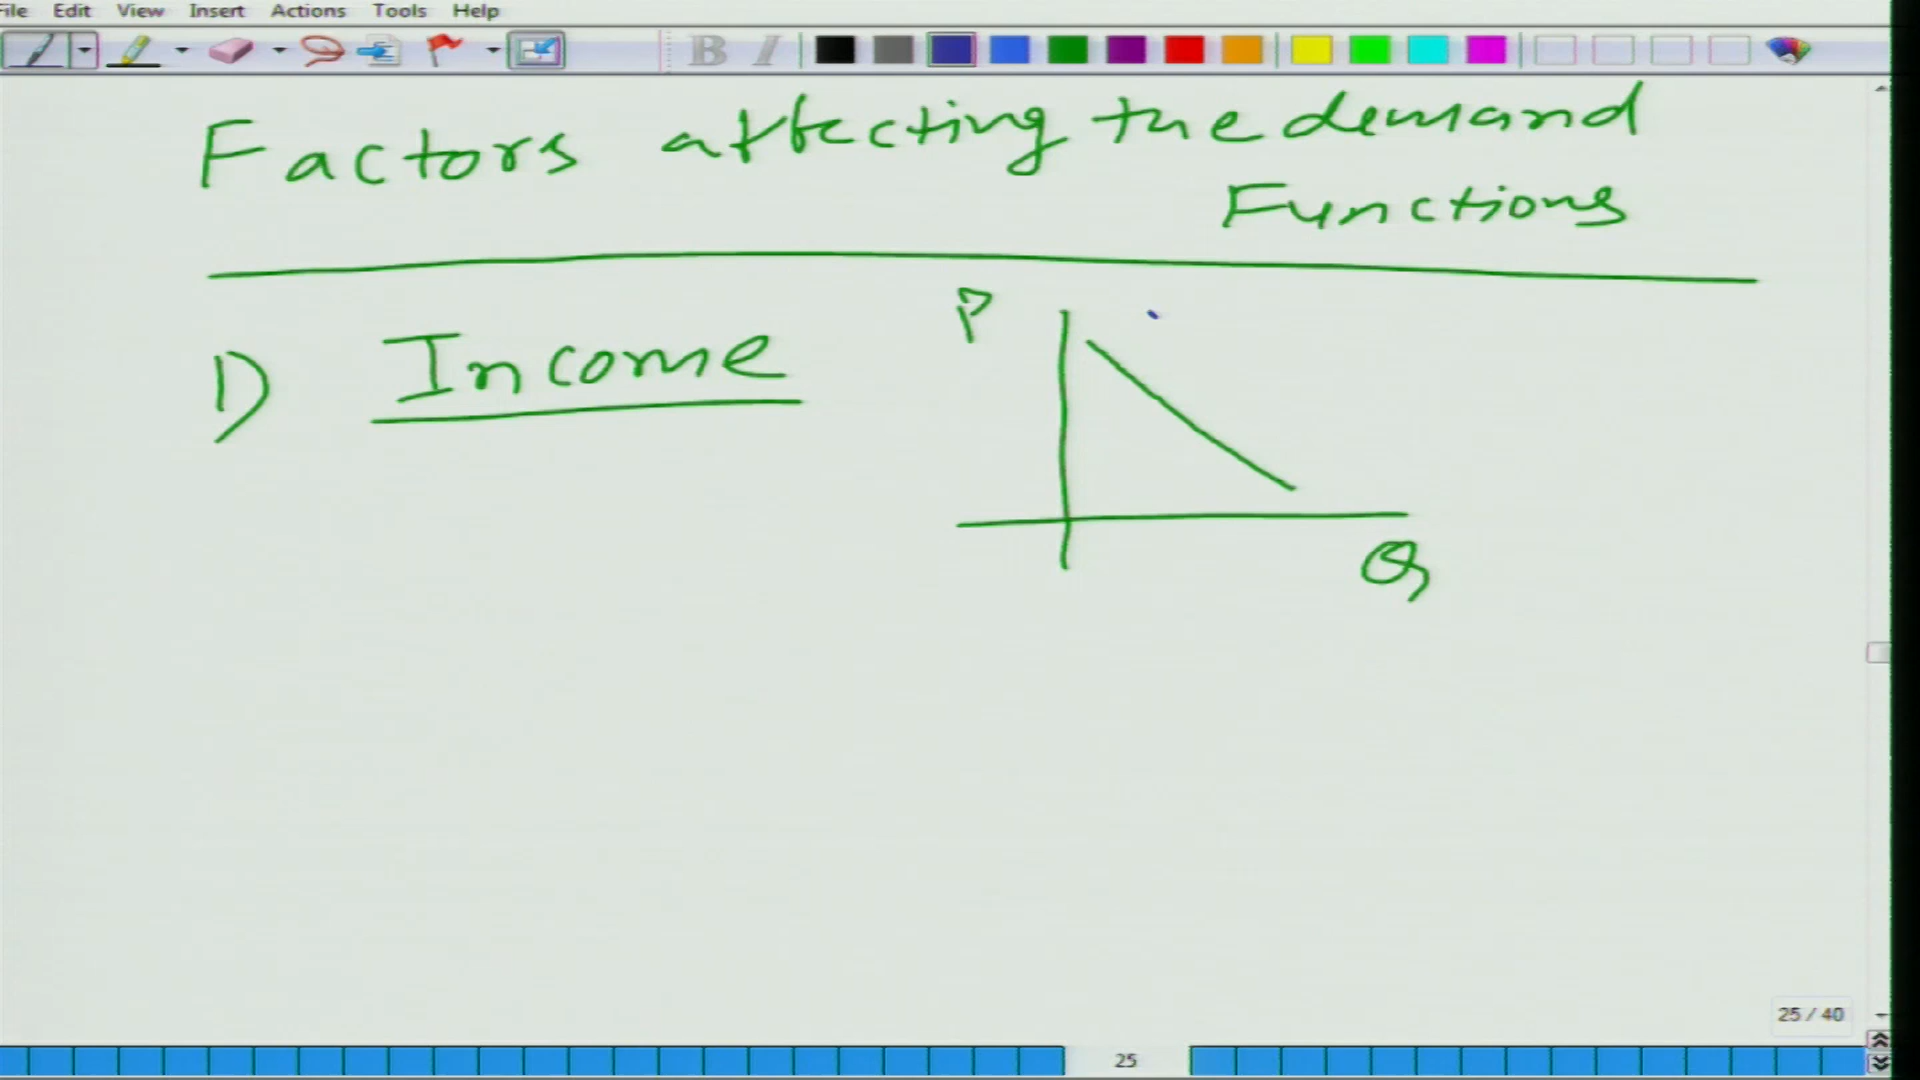 File Edit View Insert Actions Tools Help
B I
Factors affecting the demand
Functions
1) Income
P
Q
25 / 40
25